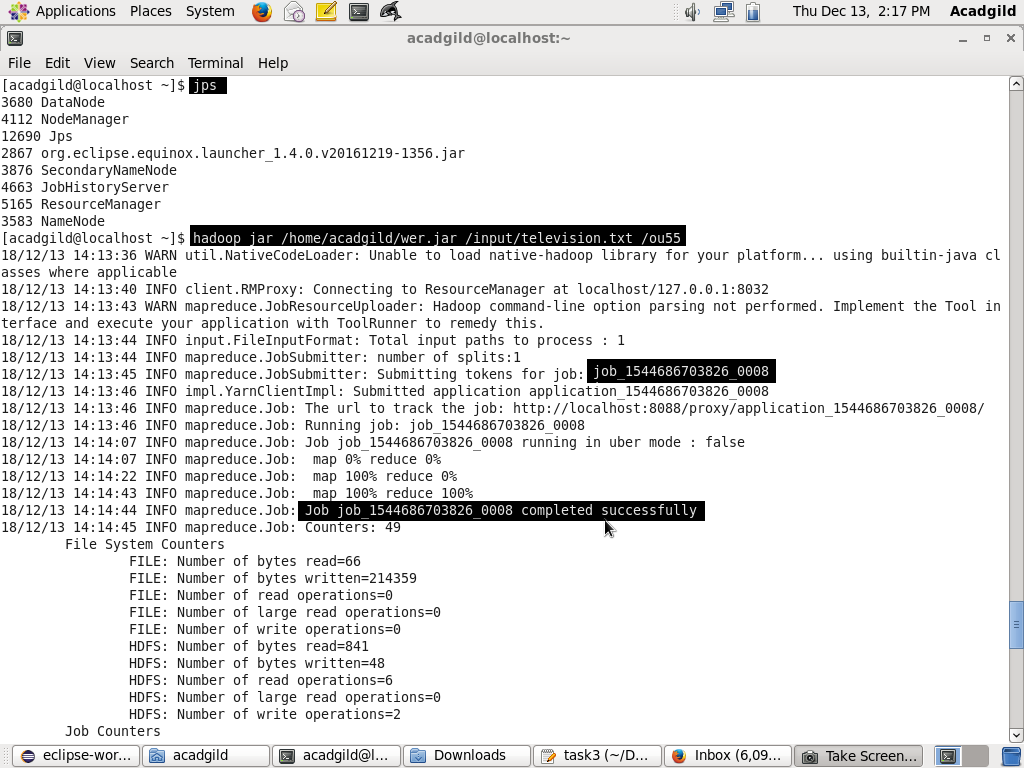 Applications Places System Thu Dec 13, 2:17 PM Acadgild
acadgild@localhost:~
File Edit View Search Terminal Help
[acadgild@localhost ~]$ jps
3680 DataNode
4112 NodeManager
12690 Jps
2867 org.eclipse.equinox.launcher_1.4.0.v20161219-1356.jar
3876 SecondaryNameNode
4663 JobHistoryServer
5165 ResourceManager
3583 NameNode
[acadgild@localhost ~]$ hadoop jar /home/acadgild/wer.jar /input/television.txt /ou55
18/12/13 14:13:36 WARN util.NativeCodeLoader: Unable to load native-hadoop library for your platform... using builtin-java cl
asses where applicable
18/12/13 14:13:40 INFO client.RMProxy: Connecting to ResourceManager at localhost/127.0.0.1:8032
18/12/13 14:13:43 WARN mapreduce.JobResourceUploader: Hadoop command-line option parsing not performed. Implement the Tool in
terface and execute your application with ToolRunner to remedy this.
18/12/13 14:13:44 INFO input.FileInputFormat: Total input paths to process : 1
18/12/13 14:13:44 INFO mapreduce.JobSubmitter: number of splits:1
18/12/13 14:13:45 INFO mapreduce.JobSubmitter: Submitting tokens for job: job_1544686703826_0008
18/12/13 14:13:46 INFO impl.YarnClientImpl: Submitted application application_1544686703826_0008
18/12/13 14:13:46 INFO mapreduce.Job: The url to track the job: http://localhost:8088/proxy/application_1544686703826_0008/
18/12/13 14:13:46 INFO mapreduce.Job: Running job: job_1544686703826_0008
18/12/13 14:14:07 INFO mapreduce.Job: Job job_1544686703826_0008 running in uber mode : false
18/12/13 14:14:07 INFO mapreduce.Job:  map 0% reduce 0%
18/12/13 14:14:22 INFO mapreduce.Job:  map 100% reduce 0%
18/12/13 14:14:43 INFO mapreduce.Job:  map 100% reduce 100%
18/12/13 14:14:44 INFO mapreduce.Job: Job job_1544686703826_0008 completed successfully
18/12/13 14:14:45 INFO mapreduce.Job: Counters: 49
File System Counters
FILE: Number of bytes read=66
FILE: Number of bytes written=214359
FILE: Number of read operations=0
FILE: Number of large read operations=0
FILE: Number of write operations=0
HDFS: Number of bytes read=841
HDFS: Number of bytes written=48
HDFS: Number of read operations=6
HDFS: Number of large read operations=0
HDFS: Number of write operations=2
Job Counters
eclipse-wor... acadgild acadgild@l... Downloads task3 (~/D... Inbox (6,09... Take Screen...